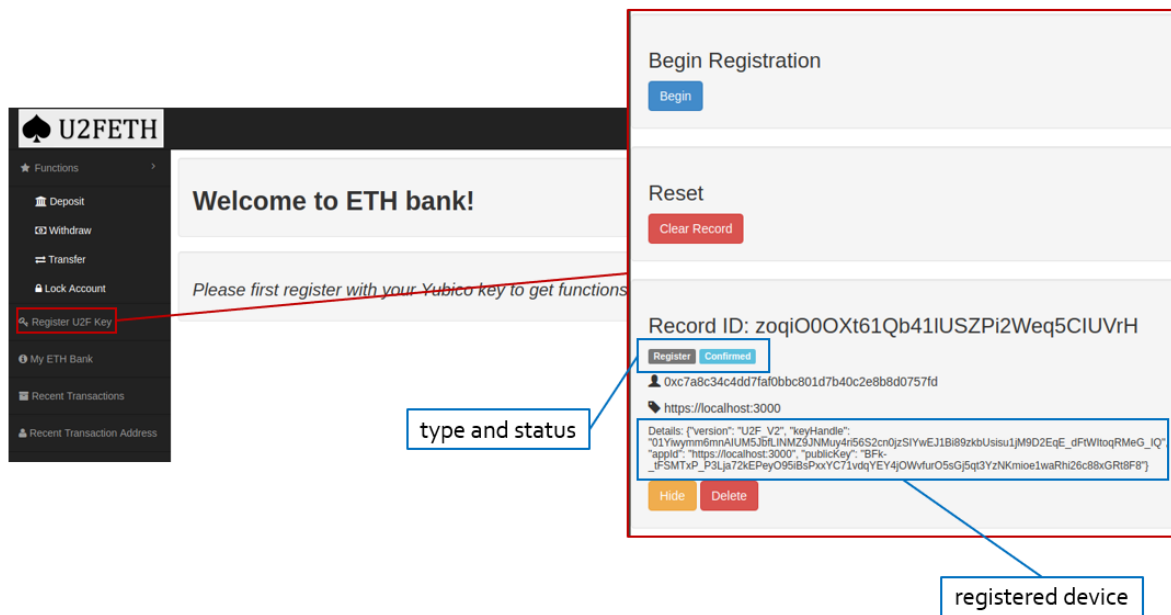 U2FETH
Functions
Deposit
Withdraw
Transfer
Lock Account
Register U2F Key
My ETH Bank
Recent Transactions
Recent Transaction Address
Welcome to ETH bank!
Please first register with your Yubico key to get functions
Begin Registration
Begin
Reset
Clear Record
Record ID: zoqiO0OXt61Qb41lUSZPi2Weq5CIUVrH
Register Confirmed
0xc7a8c34c4dd7faf0bbc801d7b40c2e8b8d0757fd
https://localhost:3000
Details: {"version": "U2F_V2", "keyHandle":
"01Yiwymm6mnAIUM5JbfLINMZ9JNMuy4ri56S2cn0jzSIYwEJ1Bi89zkbUsisu1jM9D2EqE_dFtWItoqRMeG_IQ",
"appId": "https://localhost:3000", "publicKey": "BFk-
_tFSMTxP_P3Lja72kEPeyO95iBsPxxYC71vdqYEY4jOWvfurO5sGj5qt3YzNKmioe1waRhi26c88xGRt8F8"}
Hide Delete
type and status
registered device